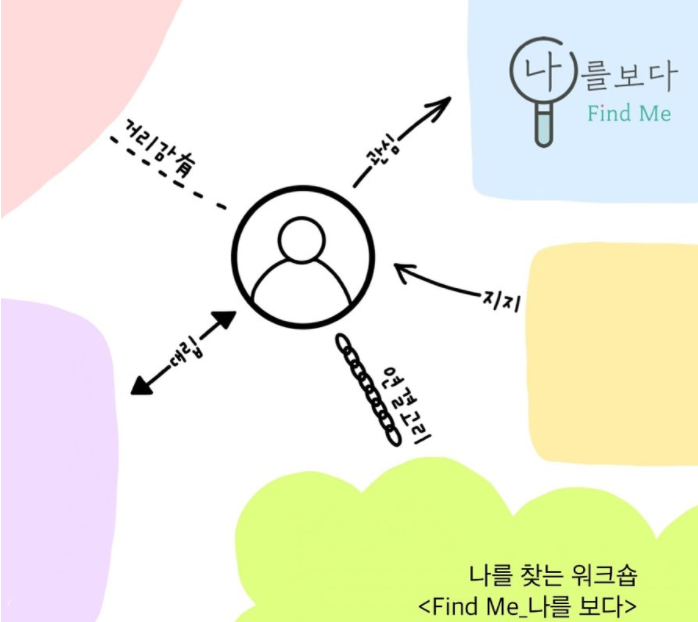 나를보다
Find Me
거리감有
관심
지지
대립
연결고리
나를 찾는 워크숍
<Find Me_나를 보다>